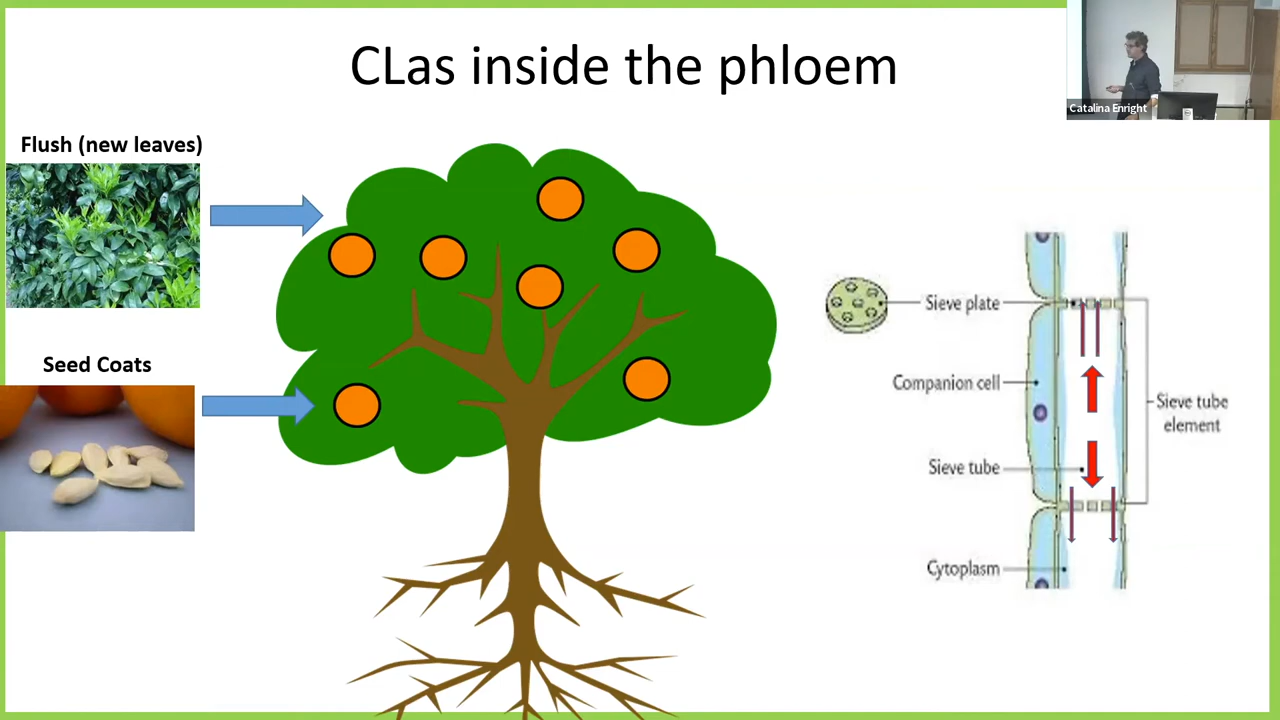 CLas inside the phloem
Catalina Enright
Flush (new leaves)
Seed Coats
Sieve plate
Companion cell
Sieve tube
element
Sieve tube
Cytoplasm